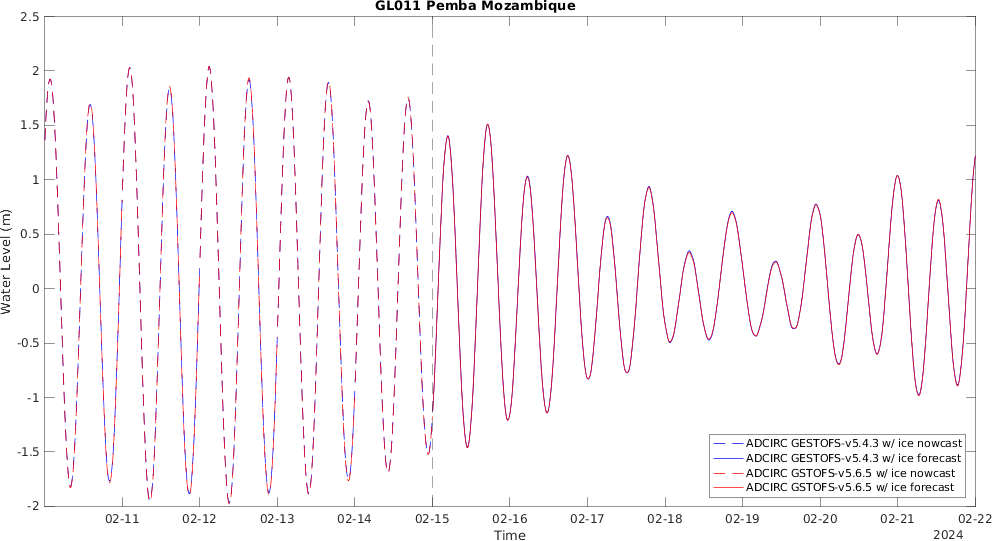 GL011 Pemba Mozambique
2.5
2
1.5
1
0.5
0
-0.5
-1
-1.5
-2
Water Level (m)
ADCIRC GESTOFS-v5.4.3 w/ ice nowcast
ADCIRC GESTOFS-v5.4.3 w/ ice forecast
ADCIRC GSTOFS-v5.6.5 w/ ice nowcast
ADCIRC GSTOFS-v5.6.5 w/ ice forecast
02-11 02-12 02-13 02-14 02-15 02-16 02-17 02-18 02-19 02-20 02-21 02-22
Time
2024